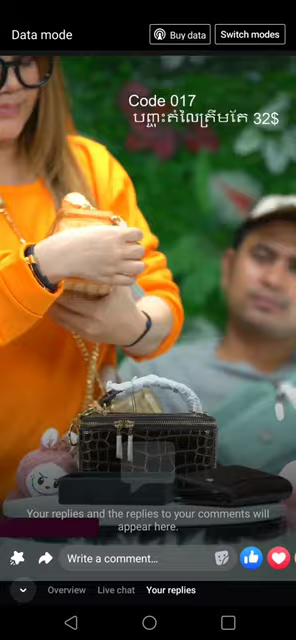 Data mode
Buy data
Switch modes
Code 017
បញ្ចុះតំលៃត្រឹមតែ 32$
Your replies and the replies to your comments will
appear here.
Write a comment...
Overview
Live chat
Your replies